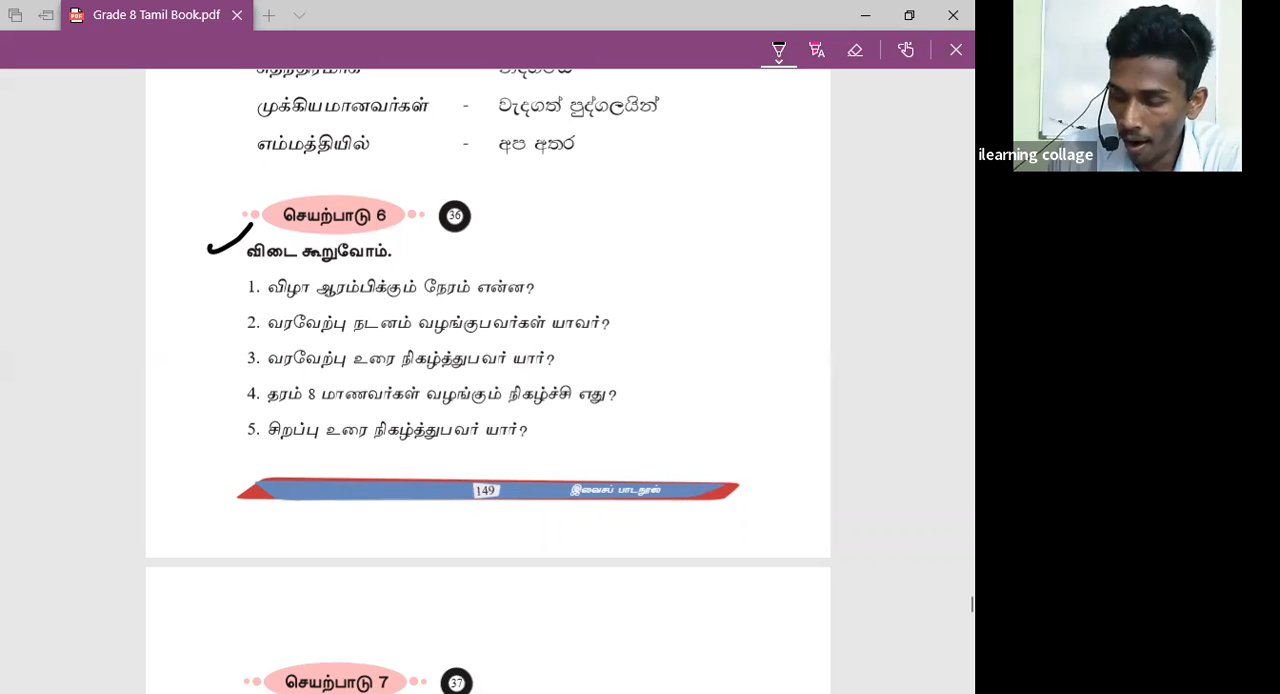 Grade 8 Tamil Book.pdf
முக்கியமானவர்கள் - වැදගත් පුද්ගලයින්
எம்மத்தியில் - අප අතර
செயற்பாடு 6 36
விடை கூறுவோம்.
1. விழா ஆரம்பிக்கும் நேரம் என்ன?
2. வரவேற்பு நடனம் வழங்குபவர்கள் யாவர்?
3. வரவேற்பு உரை நிகழ்த்துபவர் யார்?
4. தரம் 8 மாணவர்கள் வழங்கும் நிகழ்ச்சி எது?
5. சிறப்பு உரை நிகழ்த்துபவர் யார்?
149 இலவசப் பாடநூல்
செயற்பாடு 7 37
ilearning collage